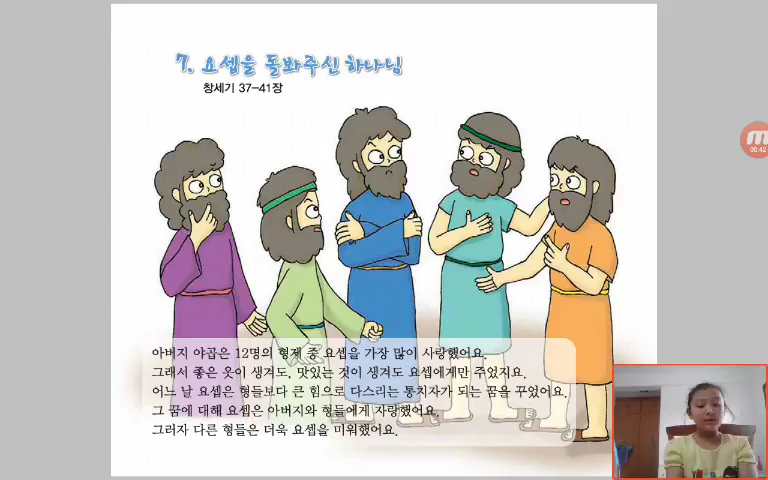 7. 요셉을 돌봐주신 하나님
창세기 37-41장
아버지 야곱은 12명의 형제 중 요셉을 가장 많이 사랑했어요.
그래서 좋은 옷이 생겨도, 맛있는 것이 생겨도 요셉에게만 주었지요.
어느 날 요셉은 형들보다 큰 힘으로 다스리는 통치자가 되는 꿈을 꾸었어요.
그 꿈에 대해 요셉은 아버지와 형들에게 자랑했어요.
그러자 다른 형들은 더욱 요셉을 미워했어요.
00:42